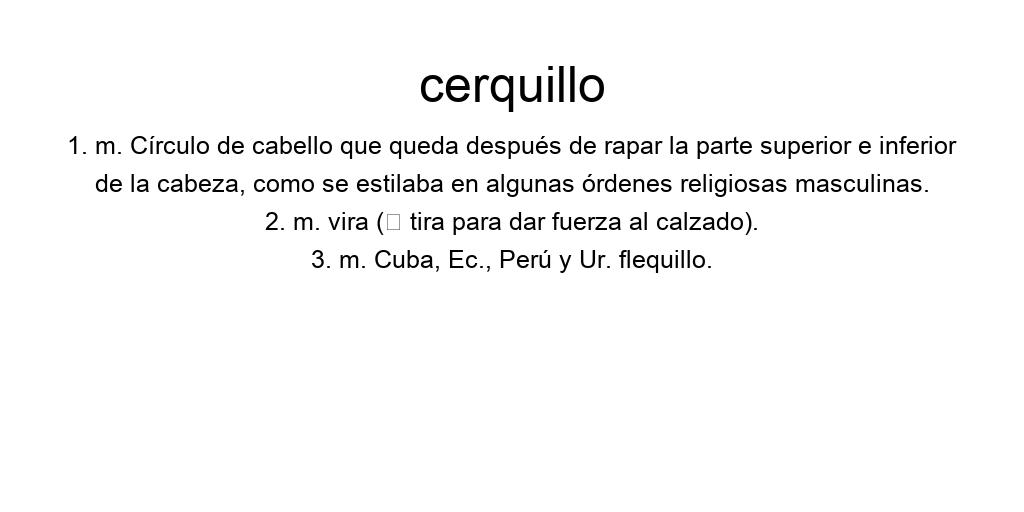 cerquillo
1. m. Círculo de cabello que queda después de rapar la parte superior e inferior
de la cabeza, como se estilaba en algunas órdenes religiosas masculinas.
2. m. vira (▯ tira para dar fuerza al calzado).
3. m. Cuba, Ec., Perú y Ur. flequillo.